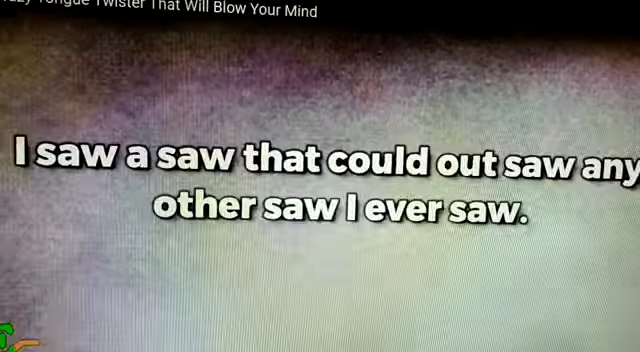 Tongue Twister That Will Blow Your Mind
I saw a saw that could out saw any
other saw I ever saw.